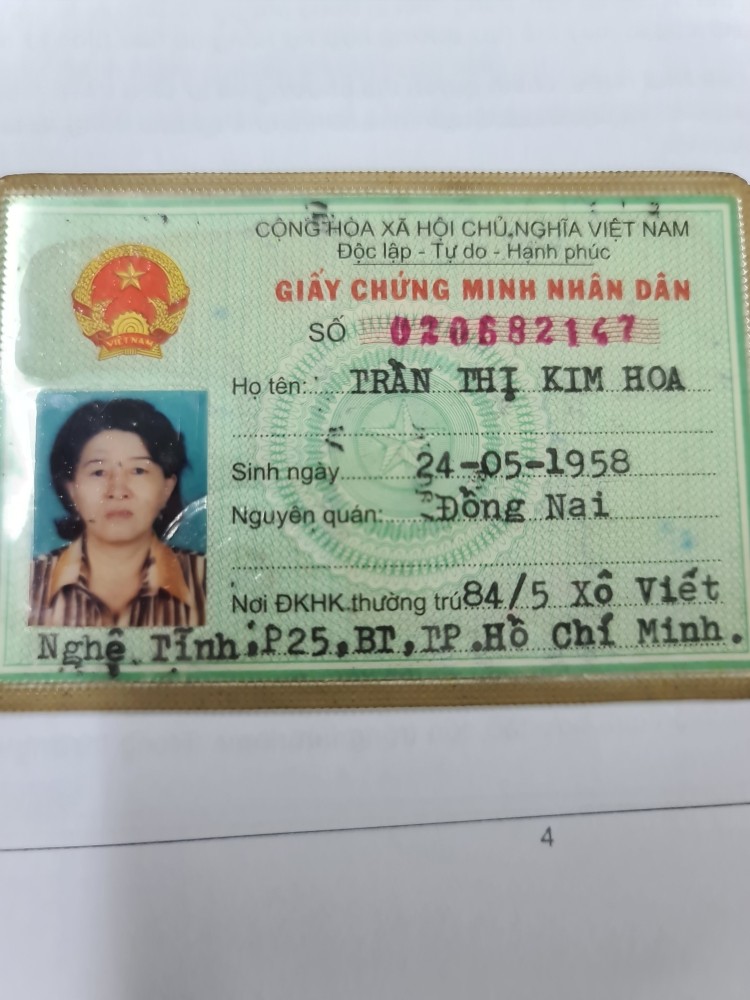 CỘNG HÒA XÃ HỘI CHỦ NGHĨA VIỆT NAM
Độc lập - Tự do - Hạnh phúc
GIẤY CHỨNG MINH NHÂN DÂN
SỐ 020682147
Họ tên: TRẦN THỊ KIM HOA
Sinh ngày 24-05-1958
Nguyên quán: Đồng Nai
Nơi ĐKHK thường trú 84/5 Xô Viết
Nghệ Tĩnh, P25, BT, TP.Hồ Chí Minh.
VIỆT NAM
4